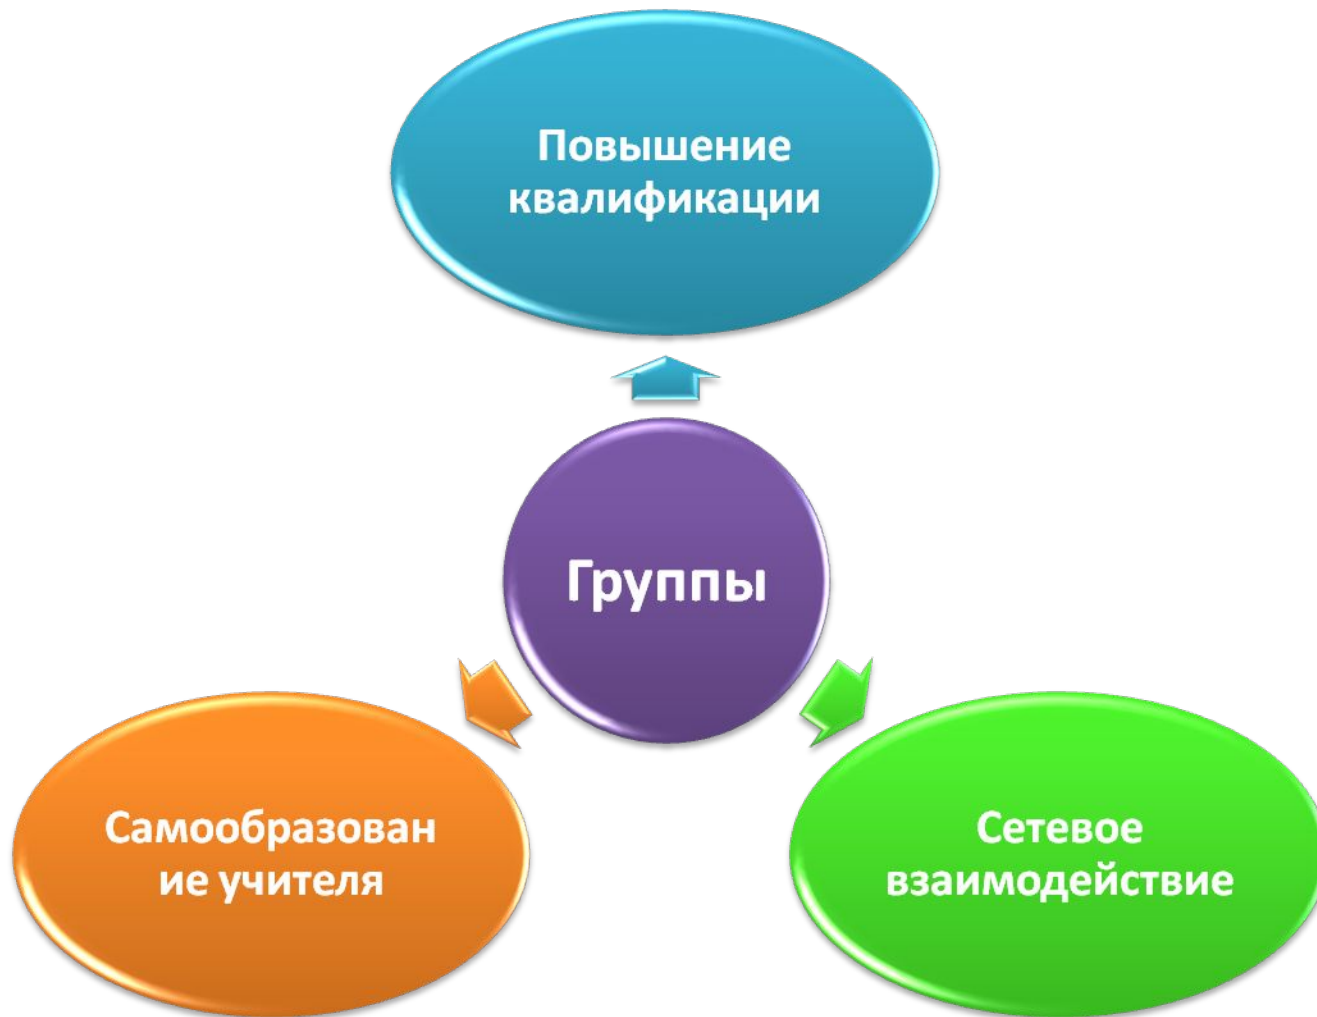 Повышение
квалификации
Группы
Самообразован
ие учителя
Сетевое
взаимодействие